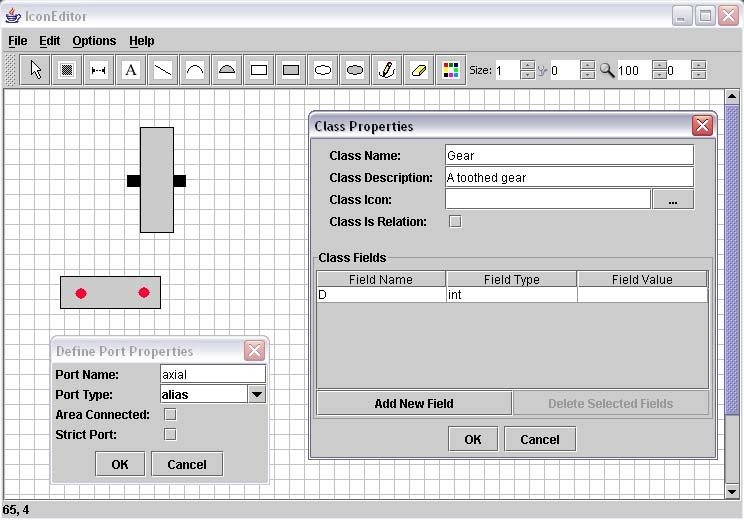 IconEditor
File Edit Options Help
A Size: 1 0 100 0
Class Properties
Class Name: Gear
Class Description: A toothed gear
Class Icon: ...
Class Is Relation:
Class Fields
Field Name Field Type Field Value
D int
Add New Field Delete Selected Fields
OK Cancel
Define Port Properties
Port Name: axial
Port Type: alias
Area Connected:
Strict Port:
OK Cancel
65, 4